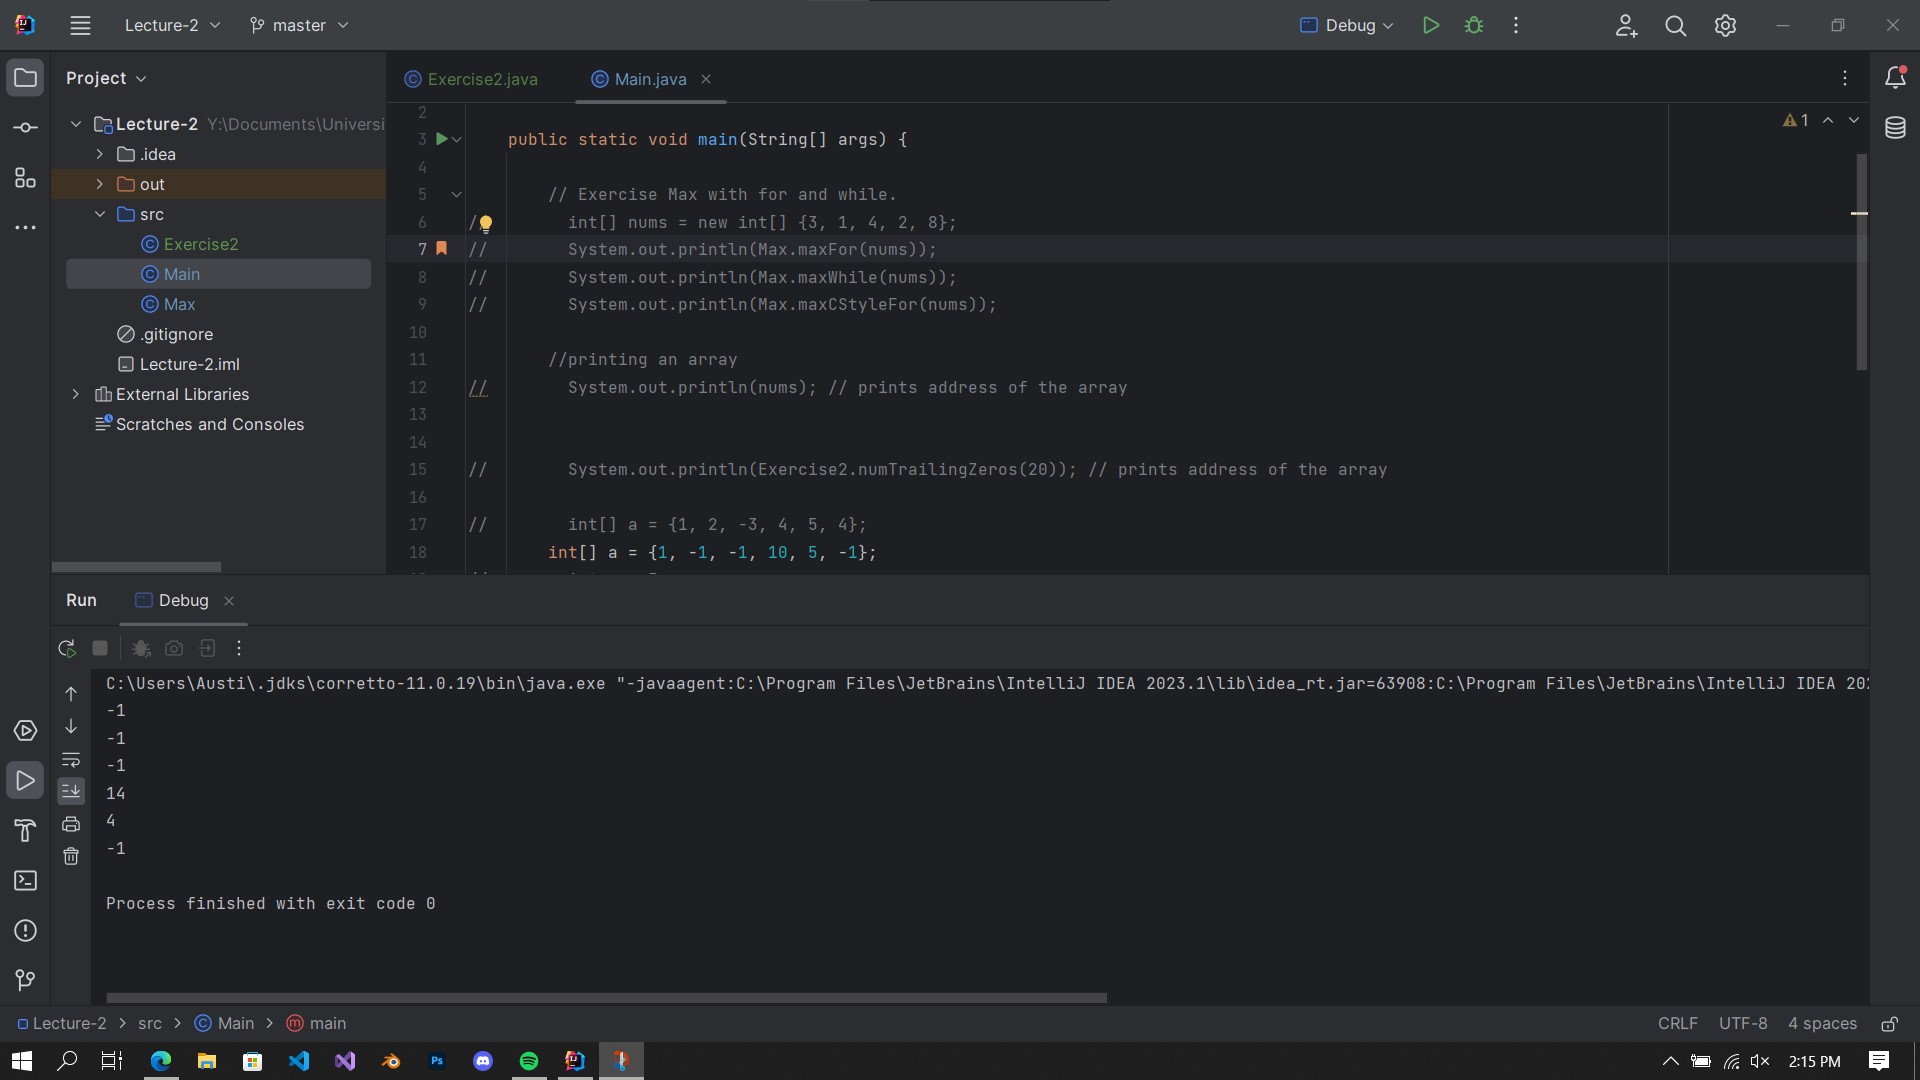 Lecture-2
master
Debug
Project
Exercise2.java
Main.java
Lecture-2 Y:\Documents\Universi
.idea
out
src
Exercise2
Main
Max
.gitignore
Lecture-2.iml
External Libraries
Scratches and Consoles
1
2
3 public static void main(String[] args) {
4
5 // Exercise Max with for and while.
6 / int[] nums = new int[] {3, 1, 4, 2, 8};
7 // System.out.println(Max.maxFor(nums));
8 // System.out.println(Max.maxWhile(nums));
9 // System.out.println(Max.maxCStyleFor(nums));
10
11 //printing an array
12 // System.out.println(nums); // prints address of the array
13
14
15 // System.out.println(Exercise2.numTrailingZeros(20)); // prints address of the array
16
17 // int[] a = {1, 2, -3, 4, 5, 4};
18 int[] a = {1, -1, -1, 10, 5, -1};
Run
Debug
C:\Users\Austi\.jdks\corretto-11.0.19\bin\java.exe "-javaagent:C:\Program Files\JetBrains\IntelliJ IDEA 2023.1\lib\idea_rt.jar=63908:C:\Program Files\JetBrains\IntelliJ IDEA 202
-1
-1
-1
14
4
-1
Process finished with exit code 0
Lecture-2 > src > Main > main
CRLF UTF-8 4 spaces
2:15 PM